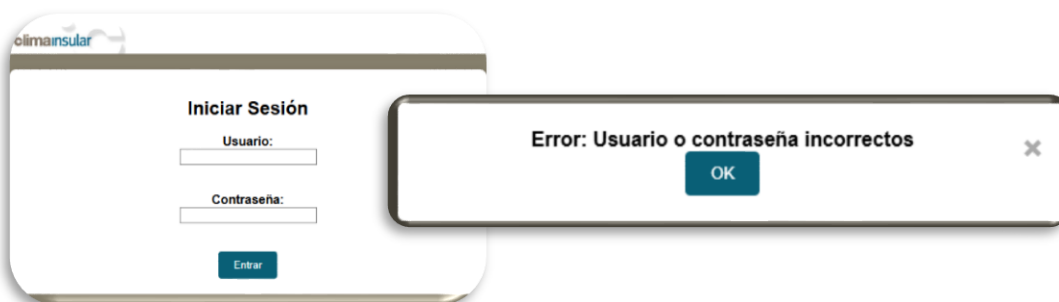 climainsular
Iniciar Sesión
Usuario:
Contraseña:
Entrar
Error: Usuario o contraseña incorrectos
OK